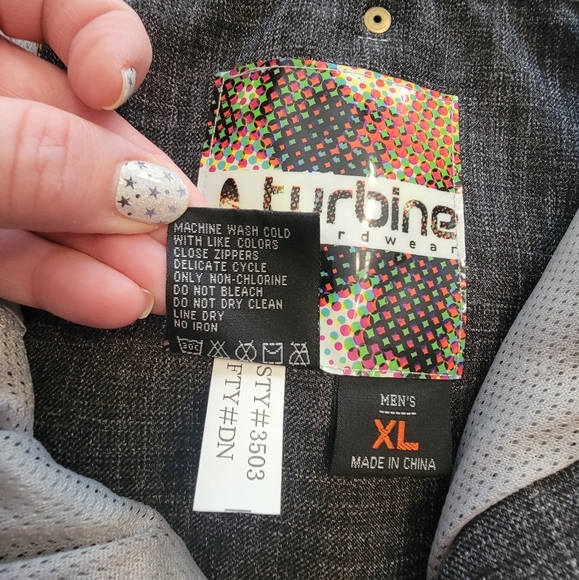 turbine
rdwear
MACHINE WASH COLD
WITH LIKE COLORS
CLOSE ZIPPERS
DELICATE CYCLE
ONLY NON-CHLORINE
DO NOT BLEACH
DO NOT DRY CLEAN
LINE DRY
NO IRON
30c
STY#3503
FTY#DN
MEN'S
XL
MADE IN CHINA